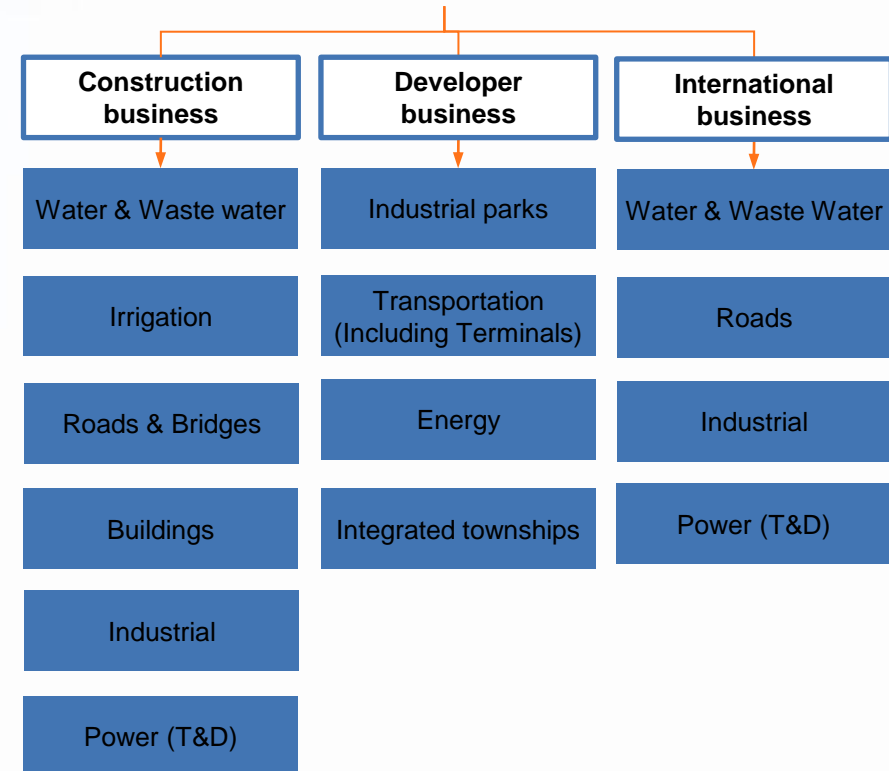 Construction
business
Water & Waste water
Irrigation
Roads & Bridges
Buildings
Industrial
Power (T&D)
Developer
business
Industrial parks
Transportation
(Including Terminals)
Energy
Integrated townships
International
business
Water & Waste Water
Roads
Industrial
Power (T&D)